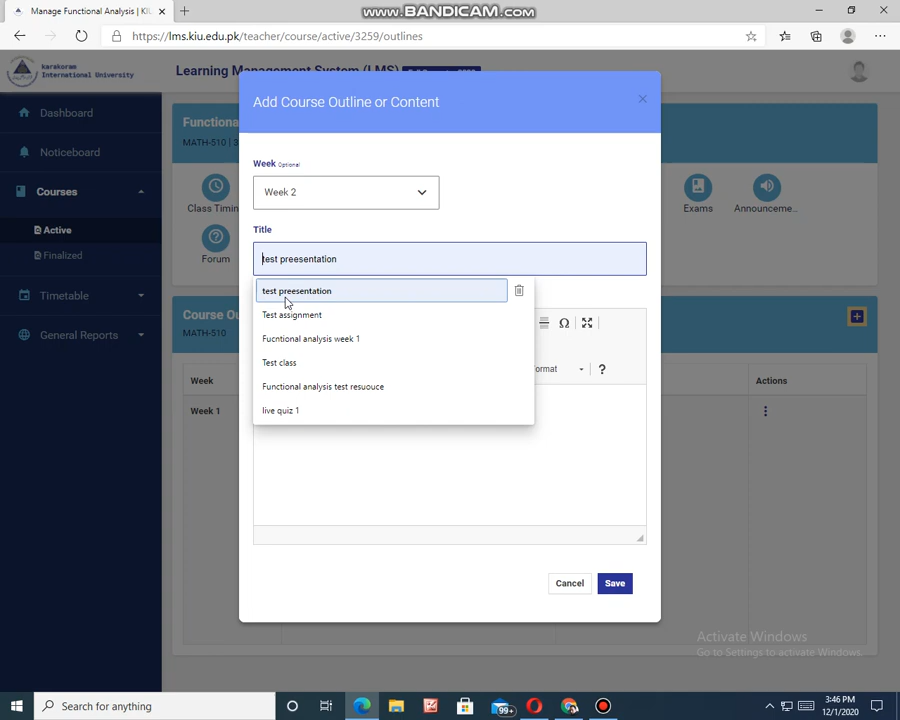 Manage Functional Analysis | KIU
www.BANDICAM.com
https://lms.kiu.edu.pk/teacher/course/active/3259/outlines
karakoram
International University
Learning Management System (LMS)
Dashboard
Noticeboard
Courses
Active
Finalized
Timetable
General Reports
Functional
MATH-510 | 3
Class Timin
Forum
Exams
Announceme...
Course Ou
MATH-510
Week
Actions
Week 1
Add Course Outline or Content
Week Optional
Week 2
Title
test preesentation
test preesentation
Test assignment
Fucntional analysis week 1
Test class
Functional analysis test resuouce
live quiz 1
Ω
ormat
?
Cancel
Save
Activate Windows
Go to Settings to activate Windows.
Type here to search
99+
3:46 PM
12/1/2020